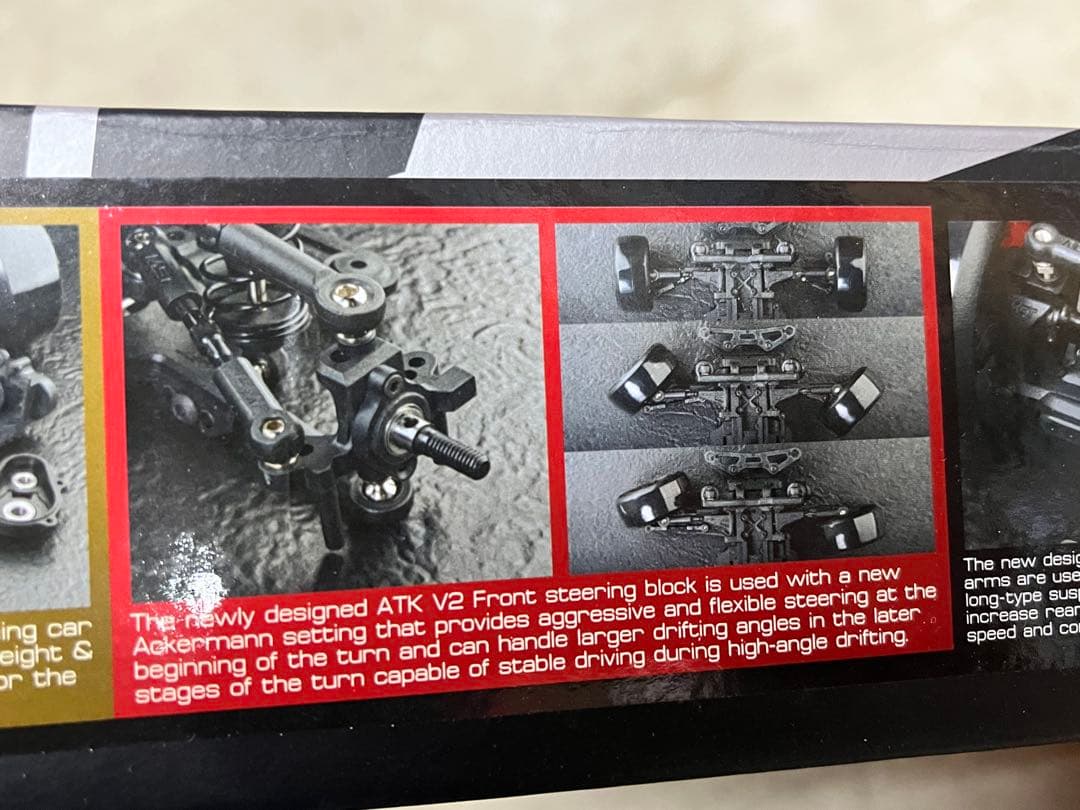 ing car
eight &
or the
The newly designed ATK V2 Front steering block is used with a new
Ackermann setting that provides aggressive and flexible steering at the
beginning of the turn and can handle larger drifting angles in the later
stages of the turn capable of stable driving during high-angle drifting.
The new desig
arms are use
long-type sus
increase rear
speed and co